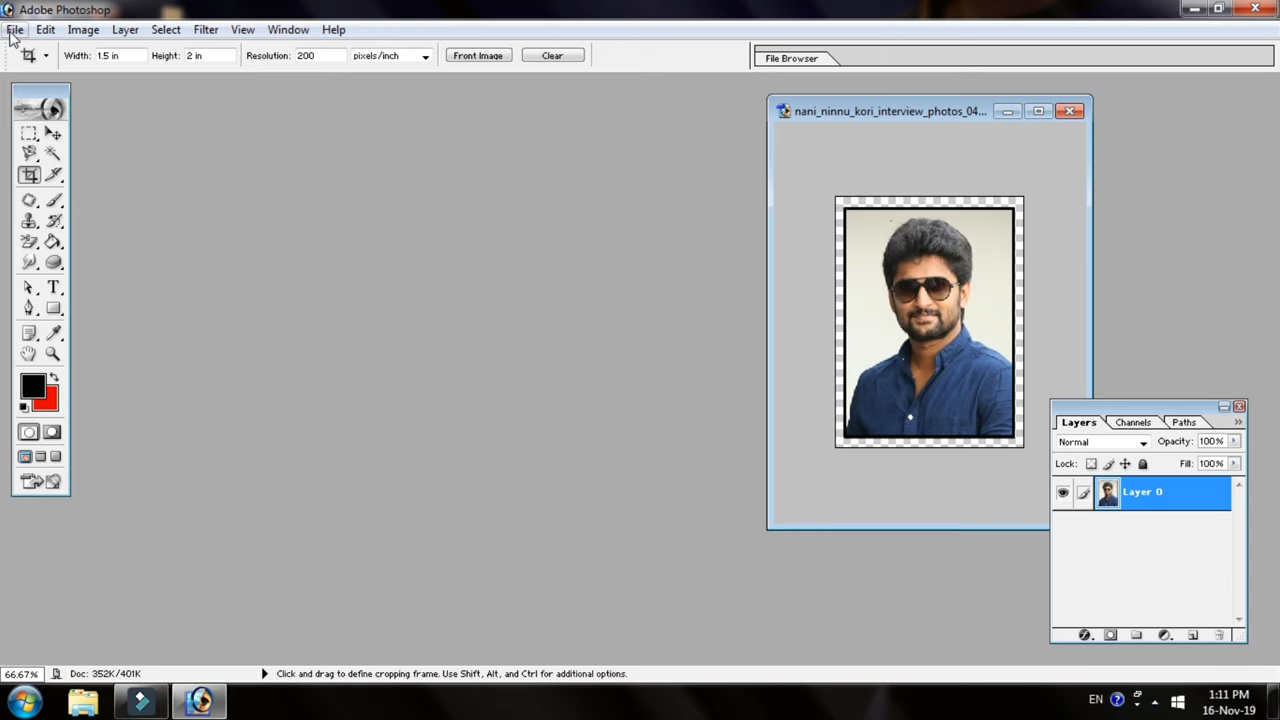 Adobe Photoshop
File Edit Image Layer Select Filter View Window Help
Width: 1.5 in Height: 2 in Resolution: 200 pixels/inch Front Image Clear File Browser
nani_ninnu_kori_interview_photos_04...
Layers Channels Paths
Normal Opacity: 100%
Lock: Fill: 100%
Layer 0
66.67% Doc: 352K/401K Click and drag to define cropping frame. Use Shift, Alt, and Ctrl for additional options.
EN 1:11 PM
16-Nov-19